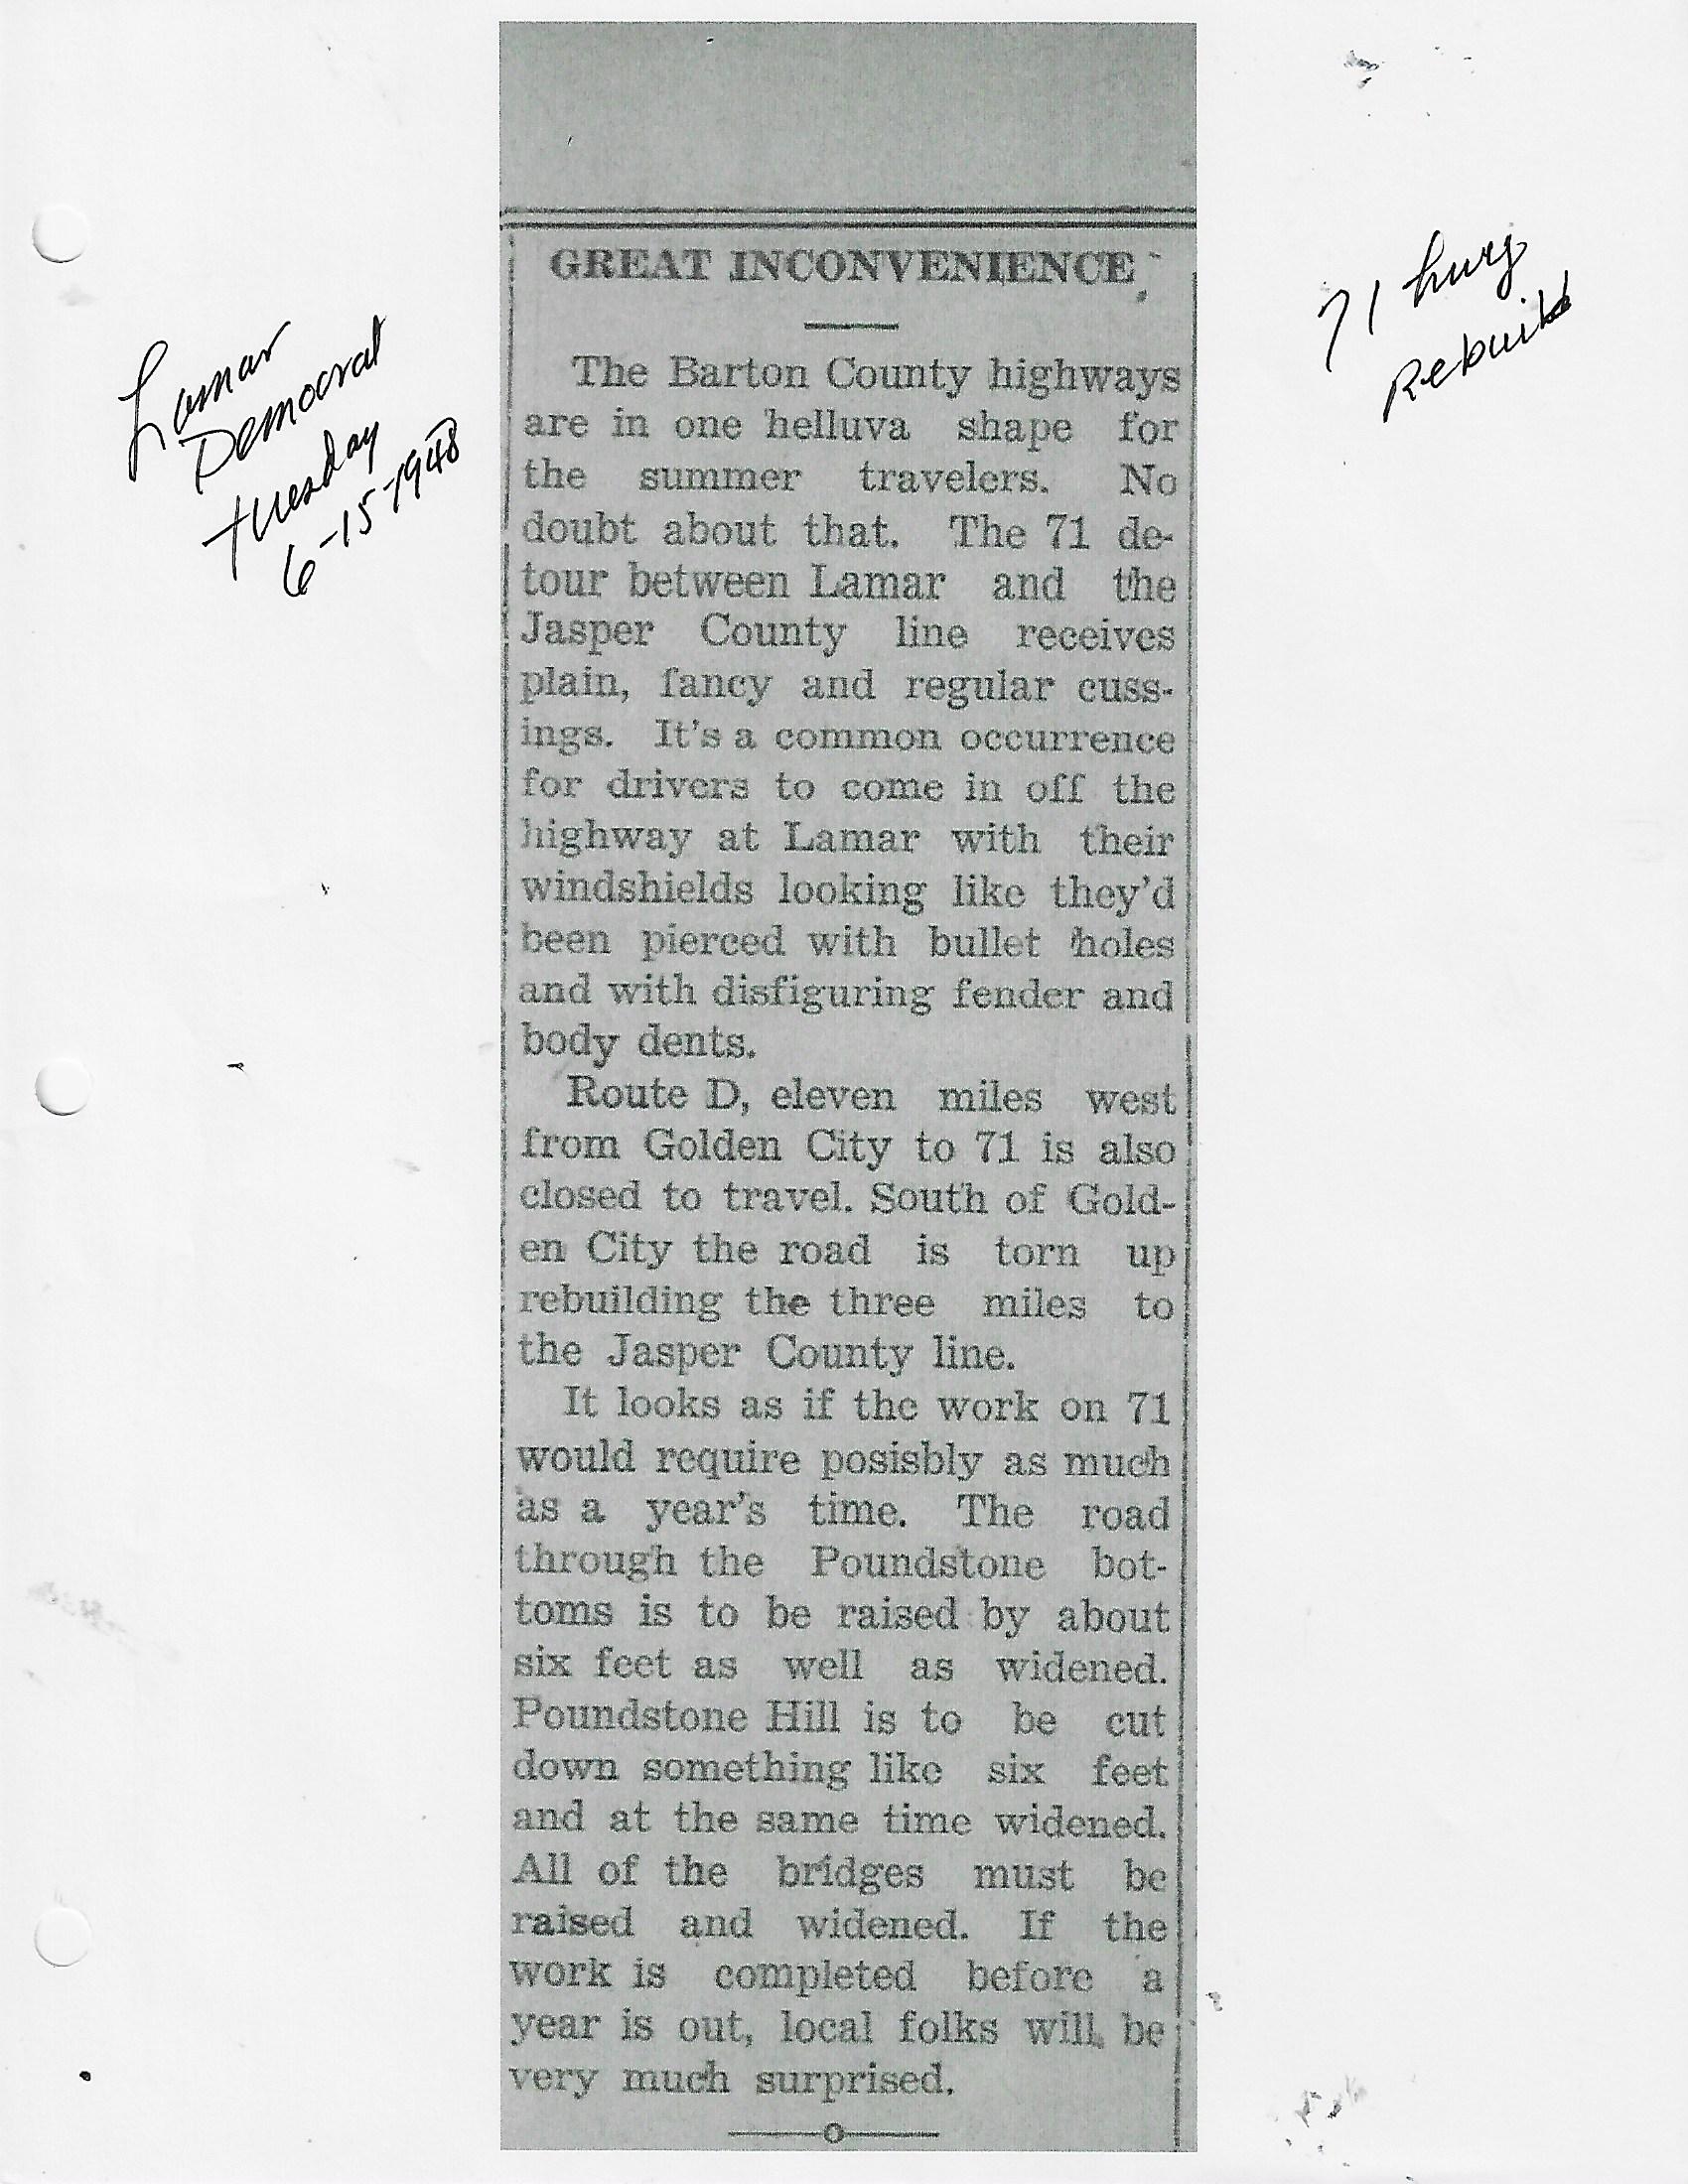 Lamar
Democrat
Tuesday
6-15-1948
71 hwy
Rebuild
GREAT INCONVENIENCE
The Barton County highways
are in one helluva shape for
the summer travelers. No
doubt about that. The 71 de-
tour between Lamar and the
Jasper County line receives
plain, fancy and regular cuss-
ings. It's a common occurrence
for drivers to come in off the
highway at Lamar with their
windshields looking like they'd
been pierced with bullet holes
and with disfiguring fender and
body dents.
Route D, eleven miles west
from Golden City to 71 is also
closed to travel. South of Gold-
en City the road is torn up
rebuilding the three miles to
the Jasper County line.
It looks as if the work on 71
would require posisbly as much
as a year's time. The road
through the Poundstone bot-
toms is to be raised by about
six feet as well as widened.
Poundstone Hill is to be cut
down something like six feet
and at the same time widened.
All of the bridges must be
raised and widened. If the
work is completed before a
year is out, local folks will be
very much surprised.